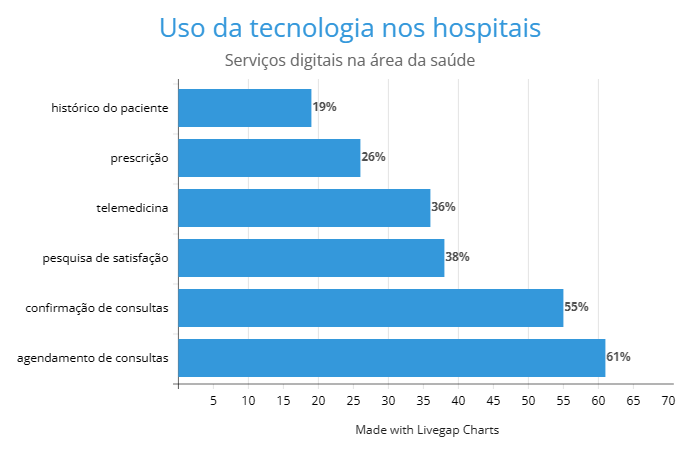 Uso da tecnologia nos hospitais
Serviços digitais na área da saúde
histórico do paciente 19%
prescrição 26%
telemedicina 36%
pesquisa de satisfação 38%
confirmação de consultas 55%
agendamento de consultas 61%
5 10 15 20 25 30 35 40 45 50 55 60 65 70
Made with Livegap Charts